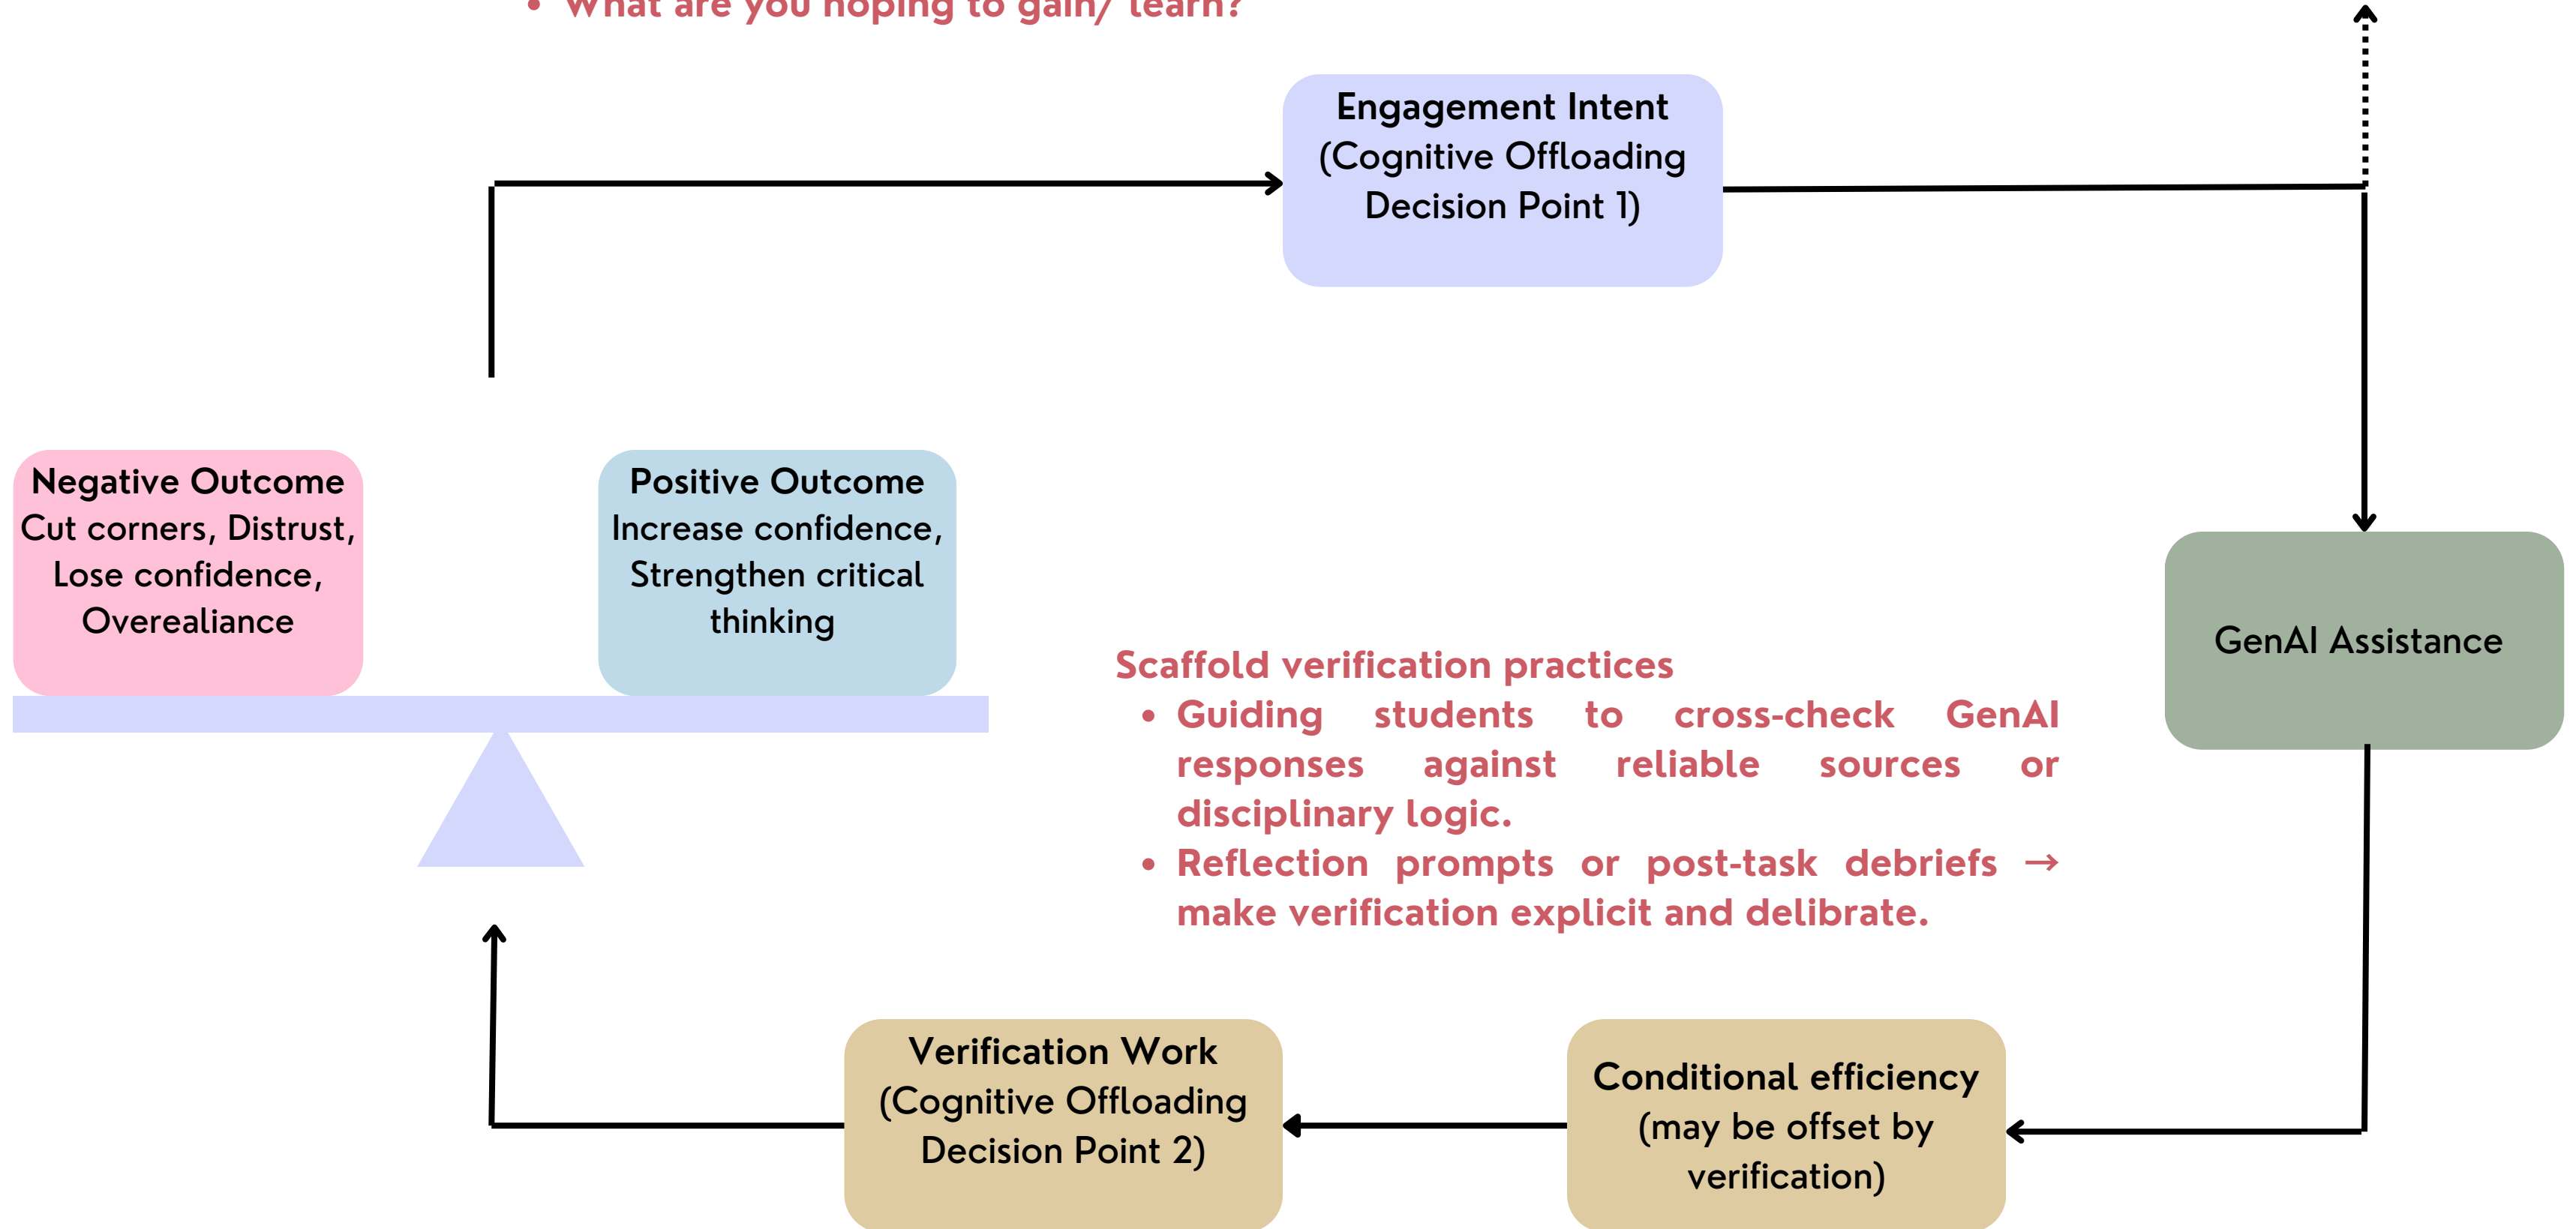 • What are you hoping to gain/ learn?
Engagement Intent
(Cognitive Offloading
Decision Point 1)
Negative Outcome
Cut corners, Distrust,
Lose confidence,
Overealiance
Positive Outcome
Increase confidence,
Strengthen critical
thinking
GenAI Assistance
Scaffold verification practices
• Guiding students to cross-check GenAI
responses against reliable sources or
disciplinary logic.
• Reflection prompts or post-task debriefs →
make verification explicit and delibrate.
Verification Work
(Cognitive Offloading
Decision Point 2)
Conditional efficiency
(may be offset by
verification)